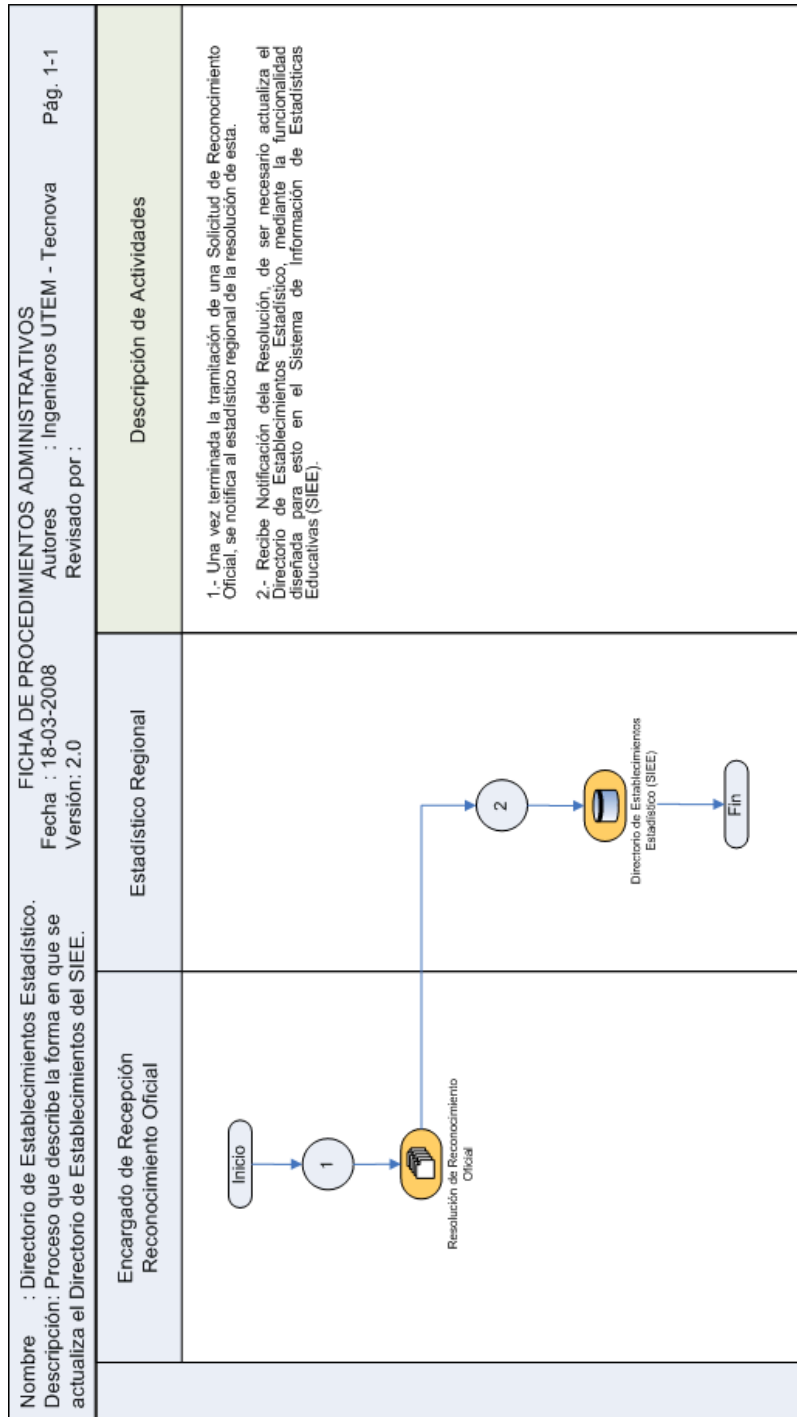 FICHA DE PROCEDIMIENTOS ADMINISTRATIVOS
Nombre : Directorio de Establecimientos Estadístico.
Descripción: Proceso que describe la forma en que se
actualiza el Directorio de Establecimientos del SIEE.
Fecha : 18-03-2008
Versión: 2.0
Autores : Ingenieros UTEM - Tecnova
Revisado por :
Pág. 1-1
Encargado de Recepción
Reconocimiento Oficial
Estadístico Regional
Descripción de Actividades
Inicio
1
Resolución de Reconocimiento
Oficial
2
Directorio de Establecimientos
Estadístico (SIEE)
Fin
1.- Una vez terminada la tramitación de una Solicitud de Reconocimiento
Oficial, se notifica al estadístico regional de la resolución de esta.
2.- Recibe Notificación dela Resolución, de ser necesario actualiza el
Directorio de Establecimientos Estadístico, mediante la funcionalidad
diseñada para esto en el Sistema de Información de Estadísticas
Educativas (SIEE).